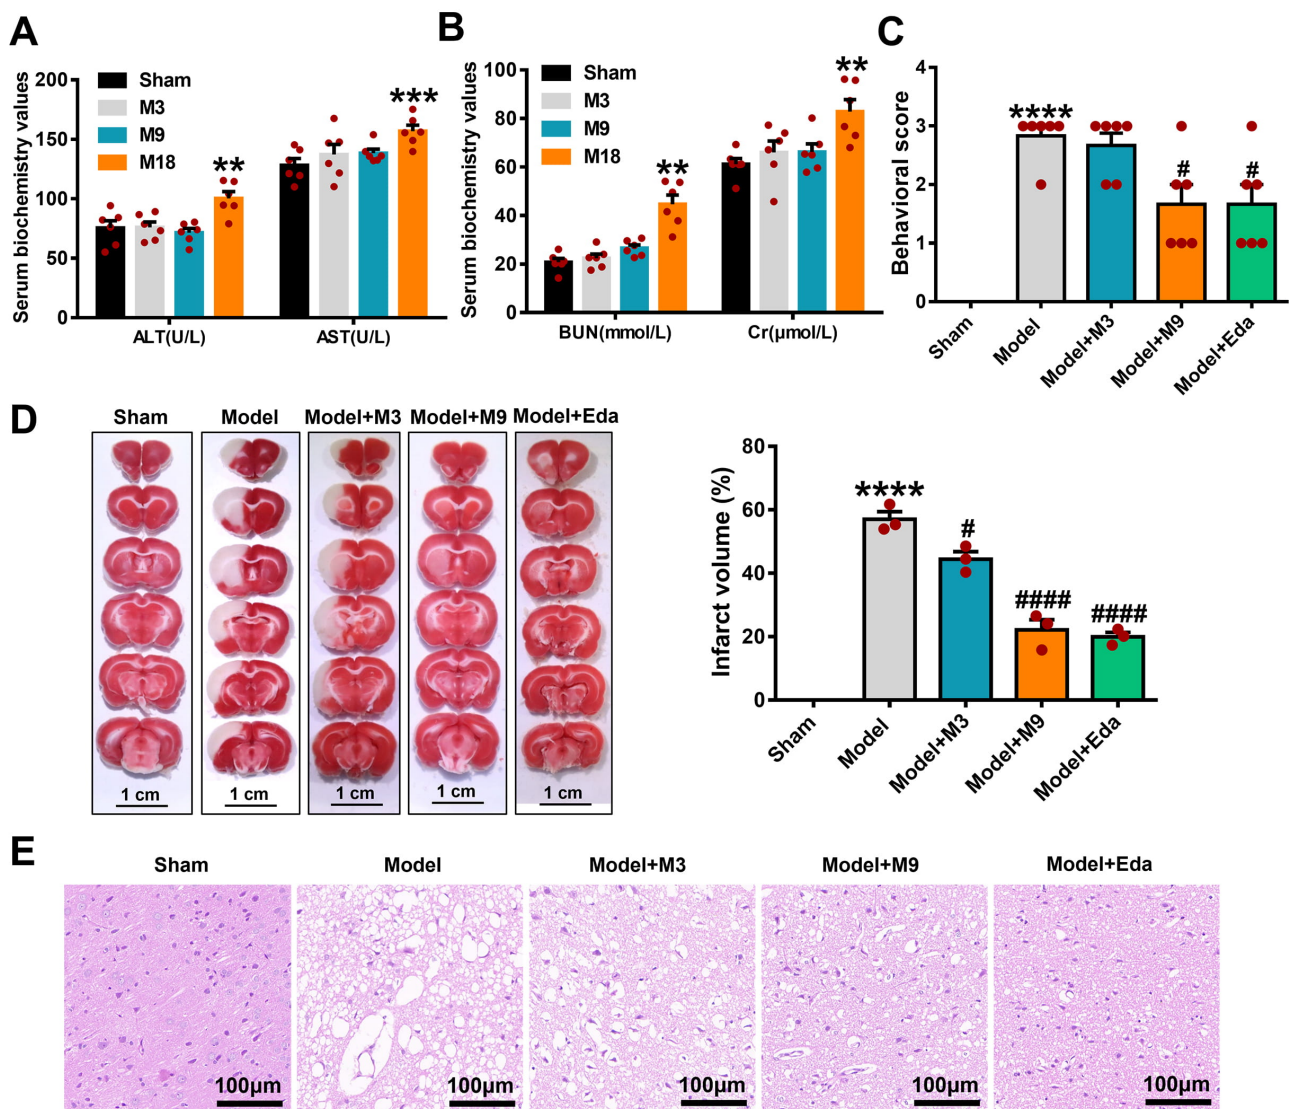 A
Serum biochemistry values
200
150
100
50
0
Sham
M3
M9
M18
**
***
ALT(U/L)
AST(U/L)
B
Serum biochemistry values
100
80
60
40
20
0
Sham
M3
M9
M18
**
**
BUN(mmol/L)
Cr(μmol/L)
C
Behavioral score
4
3
2
1
0
****
#
#
Sham
Model
Model+M3
Model+M9
Model+Eda
D
Sham
Model
Model+M3
Model+M9
Model+Eda
1 cm
1 cm
1 cm
1 cm
1 cm
Infarct volume (%)
80
60
40
20
0
****
#
####
####
Sham
Model
Model+M3
Model+M9
Model+Eda
E
Sham
Model
Model+M3
Model+M9
Model+Eda
100μm
100μm
100μm
100μm
100μm